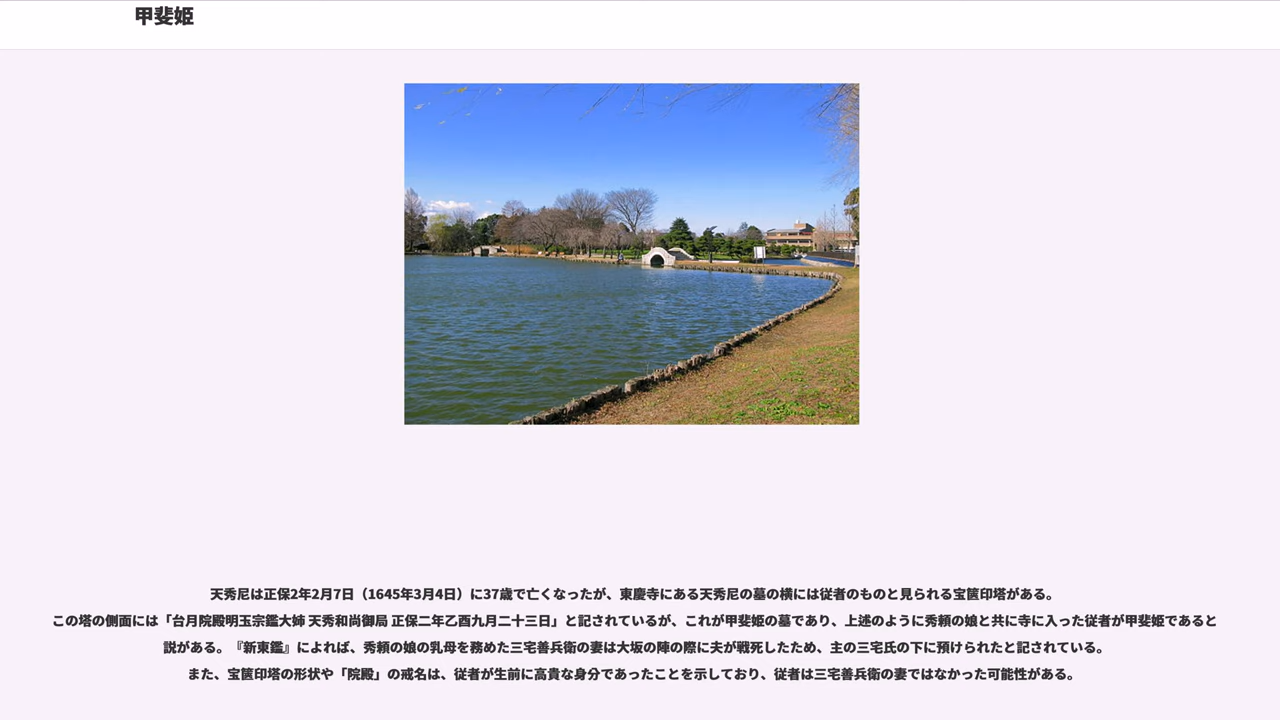 甲斐姫
天秀尼は正保2年2月7日（1645年3月4日）に37歳で亡くなったが、東慶寺にある天秀尼の墓の横には従者のものと見られる宝篋印塔がある。
この塔の側面には「台月院殿明玉宗鑑大姉 天秀和尚御局 正保二年乙酉九月二十三日」と記されているが、これが甲斐姫の墓であり、上述のように秀頼の娘と共に寺に入った従者が甲斐姫であると
説がある。『新東鑑』によれば、秀頼の娘の乳母を務めた三宅善兵衛の妻は大坂の陣の際に夫が戦死したため、主の三宅氏の下に預けられたと記されている。
また、宝篋印塔の形状や「院殿」の戒名は、従者が生前に高貴な身分であったことを示しており、従者は三宅善兵衛の妻ではなかった可能性がある。